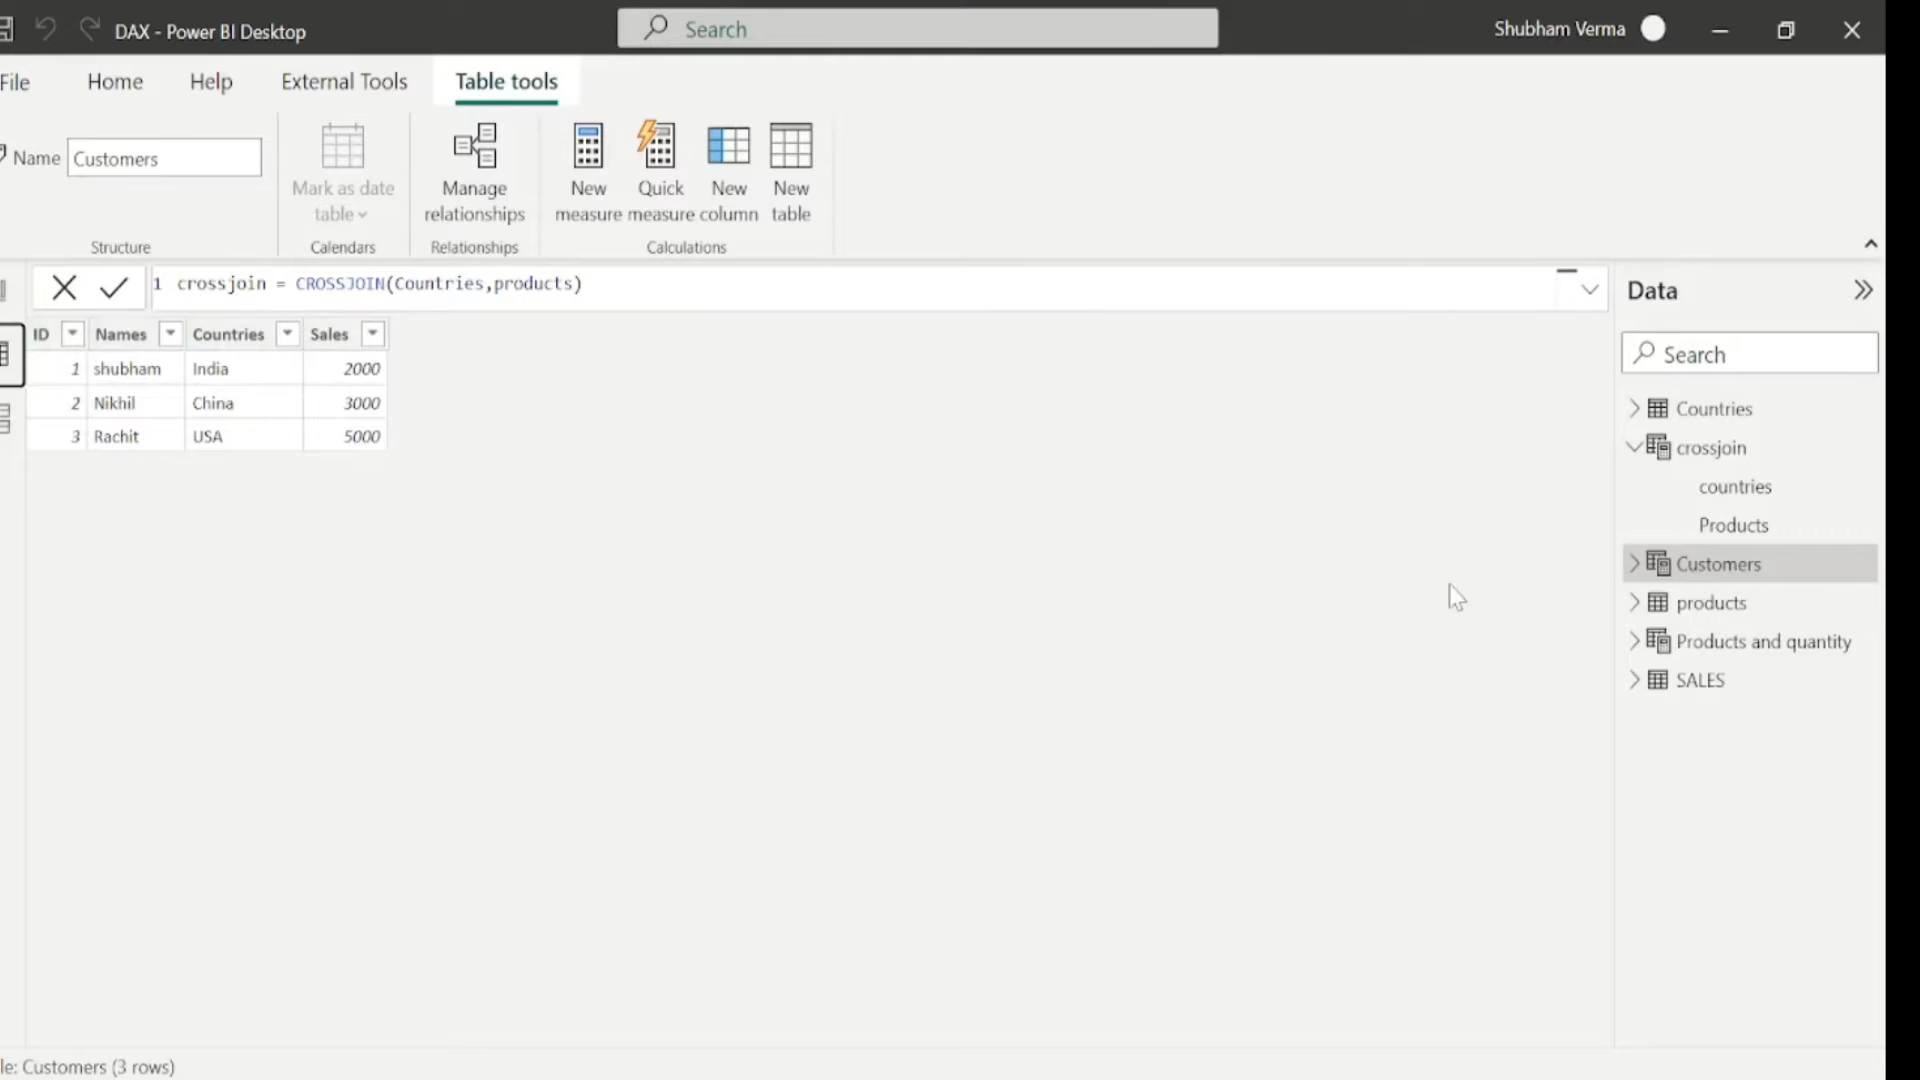 DAX - Power BI Desktop
Search
Shubham Verma
File
Home
Help
External Tools
Table tools
Name
Customers
Mark as date
table
Manage
relationships
New
measure
Quick
measure
New
column
New
table
Structure
Calendars
Relationships
Calculations
1 crossjoin = CROSSJOIN(Countries,products)
Data
Search
ID Names Countries Sales
1 shubham India 2000
2 Nikhil China 3000
3 Rachit USA 5000
Countries
crossjoin
countries
Products
Customers
products
Products and quantity
SALES
le: Customers (3 rows)